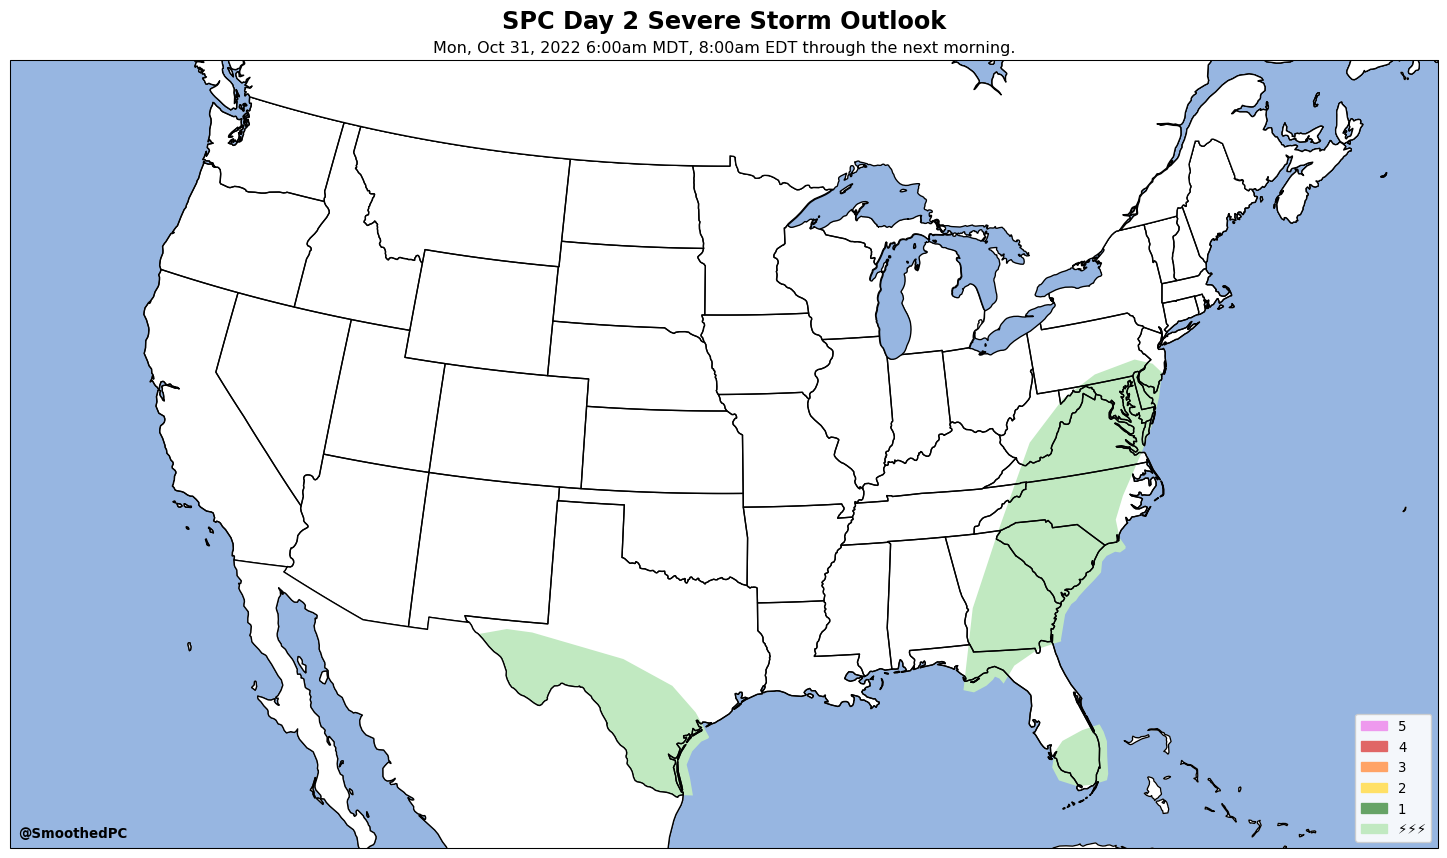 SPC Day 2 Severe Storm Outlook
Mon, Oct 31, 2022 6:00am MDT, 8:00am EDT through the next morning.
5
4
3
2
1
⚡⚡⚡
@SmoothedPC